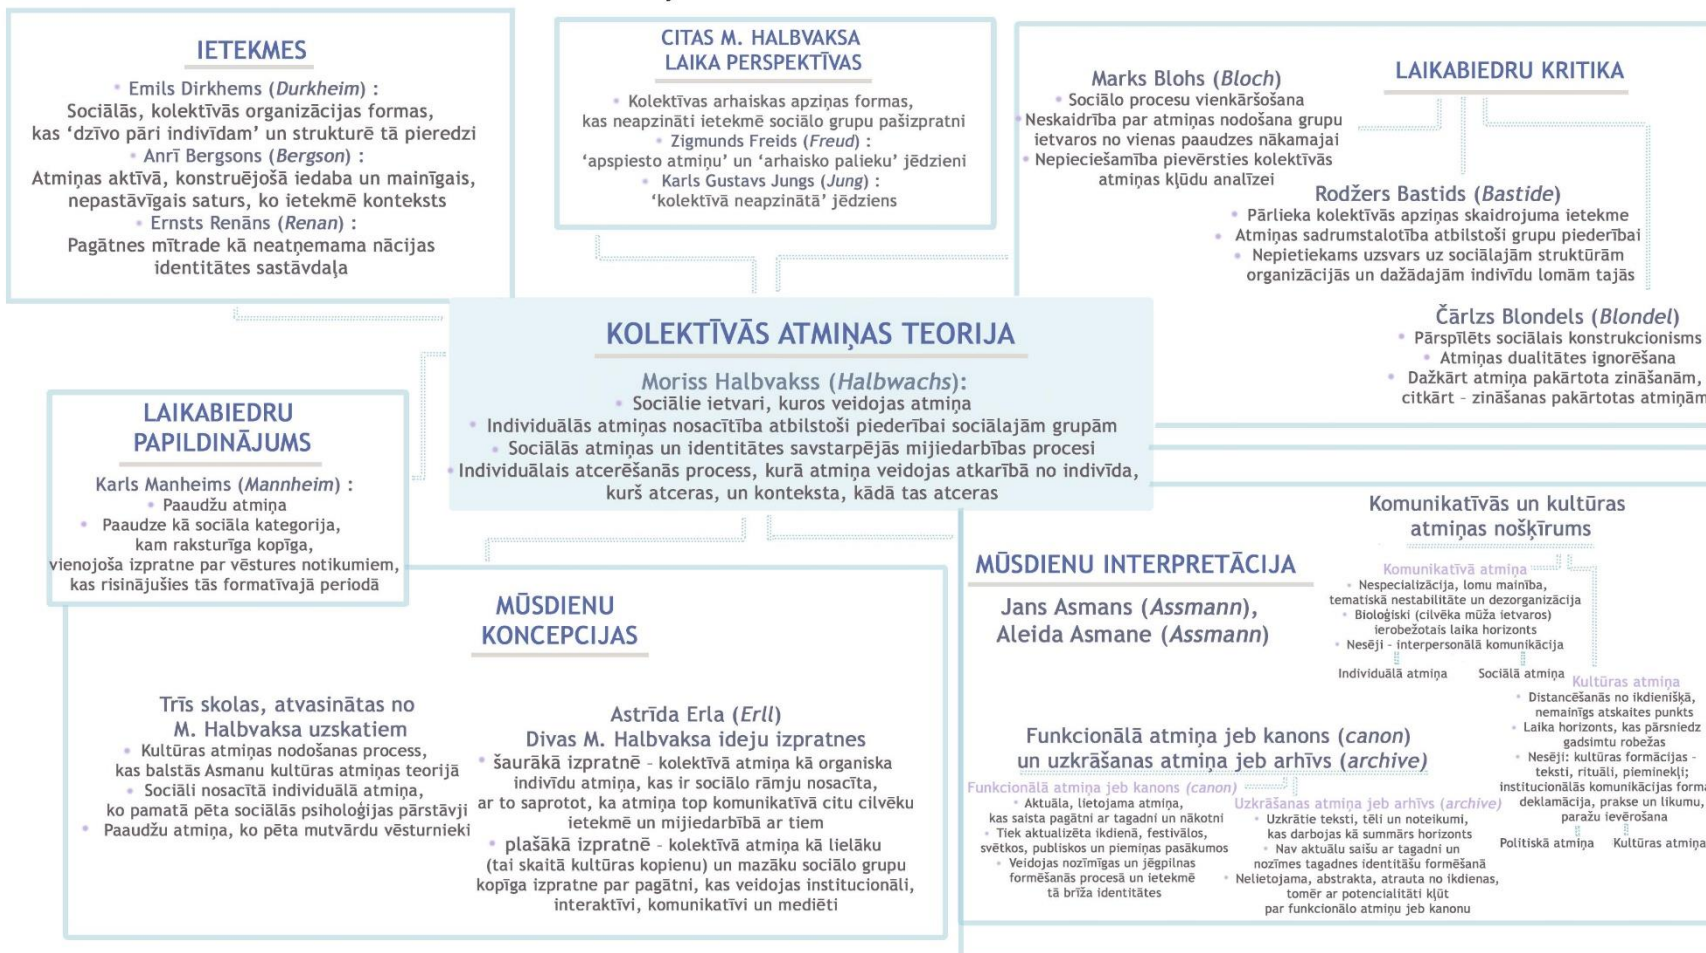 IETEKMES
• Emils Dirkhems (Durkheim) :
Sociālās, kolektīvās organizācijas formas,
kas ‘dzīvo pāri indivīdam’ un strukturē tā pieredzi
• Anrī Bergsons (Bergson) :
Atmiņas aktīvā, konstruējošā iedaba un mainīgais,
nepastāvīgais saturs, ko ietekmē konteksts
• Ernsts Renāns (Renan) :
Pagātnes mītrade kā neatņemama nācijas
identitātes sastāvdaļa
CITAS M. HALBVAKSA
LAIKA PERSPEKTĪVAS
• Kolektīvas arhaiskas apziņas formas,
kas neapzināti ietekmē sociālo grupu pašizpratni
• Zigmunds Freids (Freud) :
‘apspiesto atmiņu’ un ‘arhaisko palieku’ jēdzieni
• Karls Gustavs Jungs (Jung) :
‘kolektīvā neapzinātā’ jēdziens
LAIKABIEDRU KRITIKA
Marks Blohs (Bloch)
• Sociālo procesu vienkāršošana
• Neskaidrība par atmiņas nodošana grupu
ietvaros no vienas paaudzes nākamajai
• Nepieciešamība pievērsties kolektīvās
atmiņas kļūdu analīzei
Rodžers Bastids (Bastide)
• Pārlieka kolektīvās apziņas skaidrojuma ietekme
• Atmiņas sadrumstalotība atbilstoši grupu piederībai
• Nepietiekams uzsvars uz sociālajām struktūrām
organizācijās un dažādajām indivīdu lomām tajās
Čārlzs Blondels (Blondel)
• Pārspīlēts sociālais konstrukcionisms
• Atmiņas dualitātes ignorēšana
• Dažkārt atmiņa pakārtota zināšanām,
citkārt – zināšanas pakārtotas atmiņām
KOLEKTĪVĀS ATMIŅAS TEORIJA
Moriss Halbvakss (Halbwachs):
• Sociālie ietvari, kuros veidojas atmiņa
• Individuālās atmiņas nosacītība atbilstoši piederībai sociālajām grupām
• Sociālās atmiņas un identitātes savstarpējās mijiedarbības procesi
• Individuālais atcerēšanās process, kurā atmiņa veidojas atkarībā no indivīda,
kurš atceras, un konteksta, kādā tas atceras
LAIKABIEDRU
PAPILDINĀJUMS
Karls Manheims (Mannheim) :
• Paaudžu atmiņa
• Paaudze kā sociāla kategorija,
kam raksturīga kopīga,
vienojoša izpratne par vēstures notikumiem,
kas risinājušies tās formatīvajā periodā
MŪSDIENU
KONCEPCIJAS
Trīs skolas, atvasinātas no
M. Halbvaksa uzskatiem
• Kultūras atmiņas nodošanas process,
kas balstās Asmanu kultūras atmiņas teorijā
• Sociāli nosacītā individuālā atmiņa,
ko pamatā pēta sociālās psiholoģijas pārstāvji
• Paaudžu atmiņa, ko pēta mutvārdu vēsturnieki
Astrīda Erla (Erll)
Divas M. Halbvaksa ideju izpratnes
• šaurākā izpratnē – kolektīvā atmiņa kā organiska
indivīdu atmiņa, kas ir sociālo rāmju nosacīta,
ar to saprotot, ka atmiņa top komunikatīvā citu cilvēku
ietekmē un mijiedarbībā ar tiem
• plašākā izpratnē – kolektīvā atmiņa kā lielāku
(tai skaitā kultūras kopienu) un mazāku sociālo grupu
kopīga izpratne par pagātni, kas veidojas institucionāli,
interaktīvi, komunikatīvi un mediēti
MŪSDIENU INTERPRETĀCIJA
Jans Asmans (Assmann),
Aleida Asmane (Assmann)
Komunikatīvās un kultūras
atmiņas nošķīrums
Komunikatīvā atmiņa
• Nespecializācija, lomu mainība,
tematiskā nestabilitāte un dezorganizācija
• Bioloģiski (cilvēka mūža ietvaros)
ierobežotais laika horizonts
• Nesēji – interpersonālā komunikācija
Individuālā atmiņa
Sociālā atmiņa
Kultūras atmiņa
• Distancēšanās no ikdienišķā,
nemainīgs atskaites punkts
• Laika horizonts, kas pārsniedz
gadsimtu robežas
• Nesēji: kultūras formācijas –
teksti, rituāli, pieminekļi;
institucionālās komunikācijas forma
deklamācija, prakse un likumu,
paražu ievērošana
Politiskā atmiņa
Kultūras atmiņa
Funkcionālā atmiņa jeb kanons (canon)
un uzkrāšanas atmiņa jeb arhīvs (archive)
Funkcionālā atmiņa jeb kanons (canon)
• Aktuāla, lietojama atmiņa,
kas saista pagātni ar tagadni un nākotni
• Tiek aktualizēta ikdienā, festivālos,
svētkos, publiskos un piemiņas pasākumos
• Veidojas nozīmīgas un jēgpilnas
formēšanās procesā un ietekmē
tā brīža identitātes
Uzkrāšanas atmiņa jeb arhīvs (archive)
• Uzkrātie teksti, tēli un noteikumi,
kas darbojas kā summārs horizonts
• Nav aktuālu saišu ar tagadni un
nozīmes tagadnes identitāšu formēšanā
• Nelietojama, abstrakta, atrauta no ikdienas,
tomēr ar potencialitāti kļūt
par funkcionālo atmiņu jeb kanonu